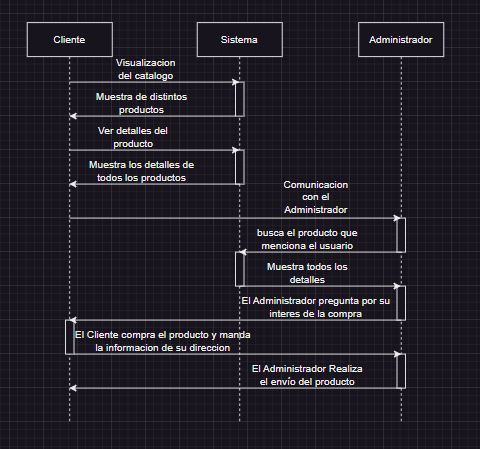 Cliente
Sistema
Administrador
Visualizacion
del catalogo
Muestra de distintos
productos
Ver detalles del
producto
Muestra los detalles de
todos los productos
Comunicacion
con el
Administrador
busca el producto que
menciona el usuario
Muestra todos los
detalles
El Administrador pregunta por su
interes de la compra
El Cliente compra el producto y manda
la informacion de su direccion
El Administrador Realiza
el envío del producto